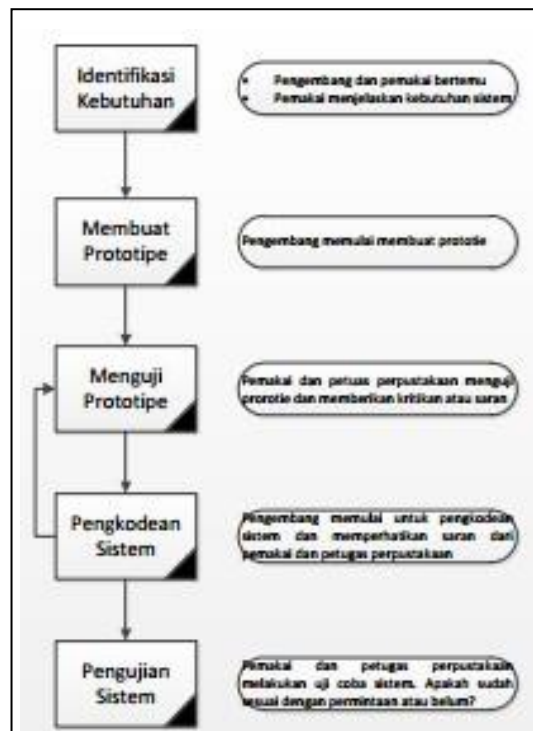 Identifikasi
Kebutuhan
• Pengembang dan pemakai bertemu
• Pemakai menjelaskan kebutuhan sistem
Membuat
Prototipe
Pengembang memulai membuat prototie
Menguji
Prototipe
Pemakai dan petuas perpustakaan menguji
prorotie dan memberikan kritikan atau saran
Pengkodean
Sistem
Pengembang memulai untuk pengkodean
sistem dan memperhatikan saran dari
pemakai dan petugas perpustakaan
Pengujian
Sistem
Pemakai dan petugas perpustakaan
melakukan uji coba sistem. Apakah sudah
sesuai dengan permintaan atau belum?